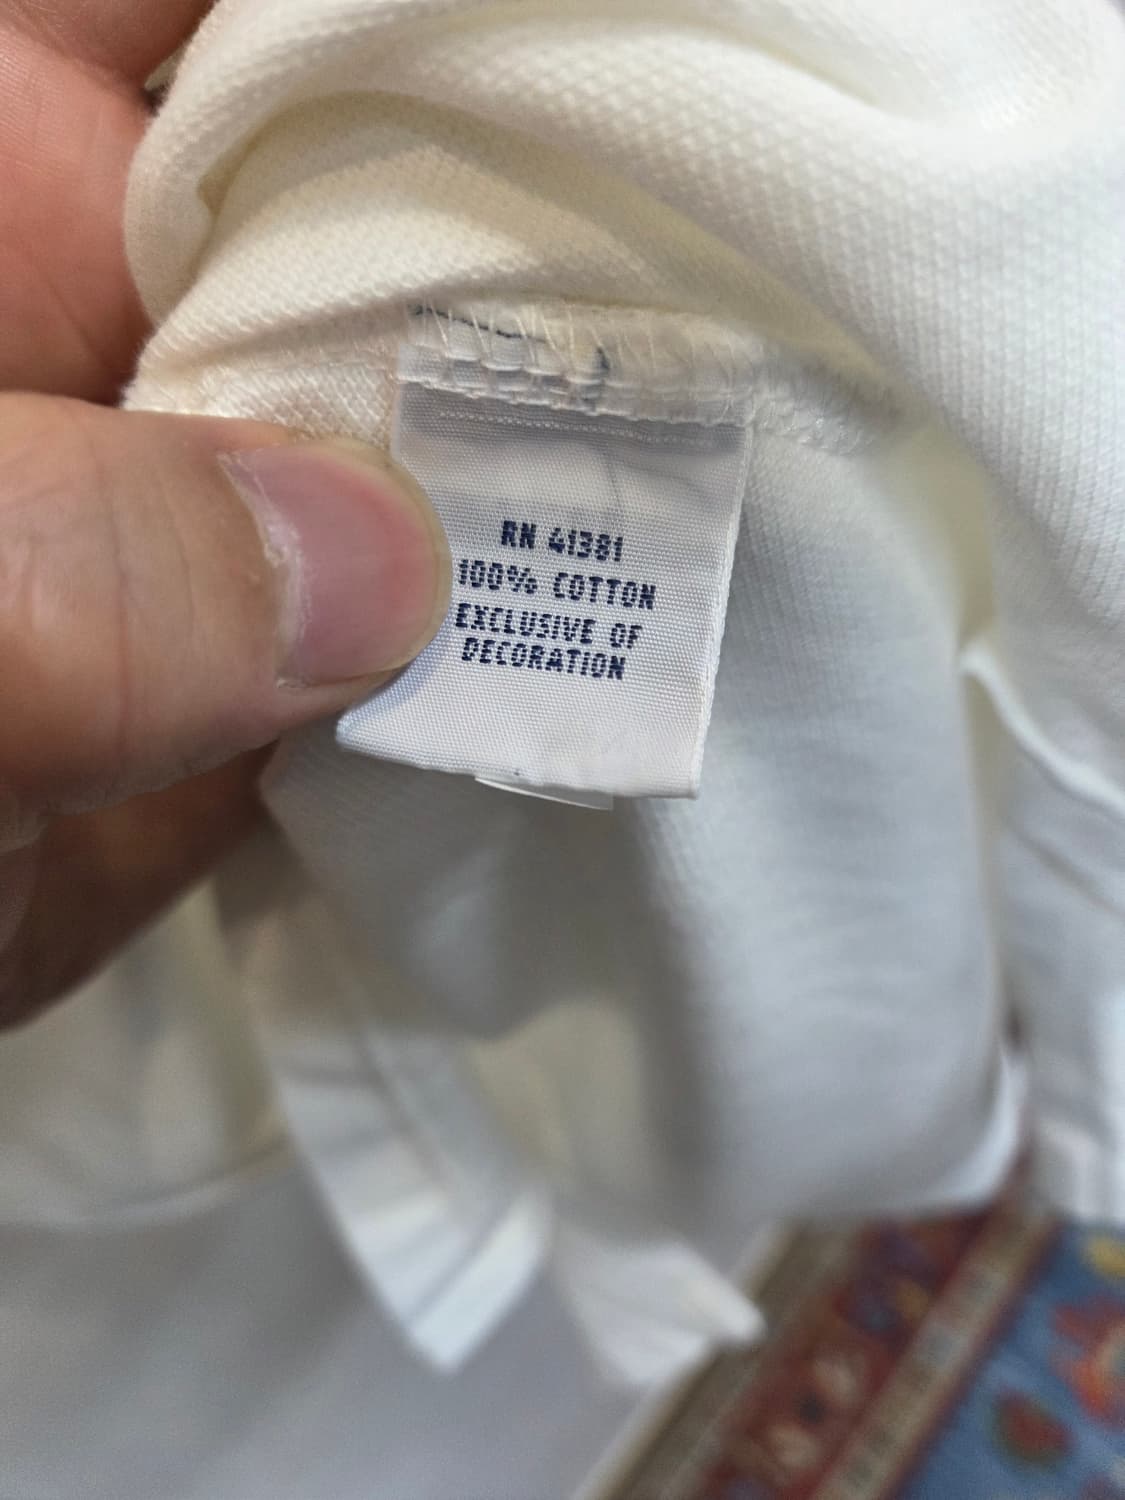 RN 41381
100% COTTON
EXCLUSIVE OF
DECORATION